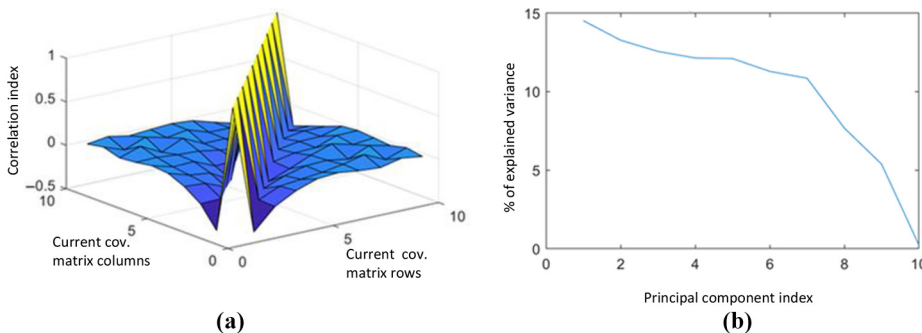 1
0.5
0
–0.5
10
5
0
0
5
10
Correlation index
Current cov.
matrix columns
Current cov.
matrix rows
(a)
15
10
5
0
0 2 4 6 8 10
% of explained variance
Principal component index
(b)